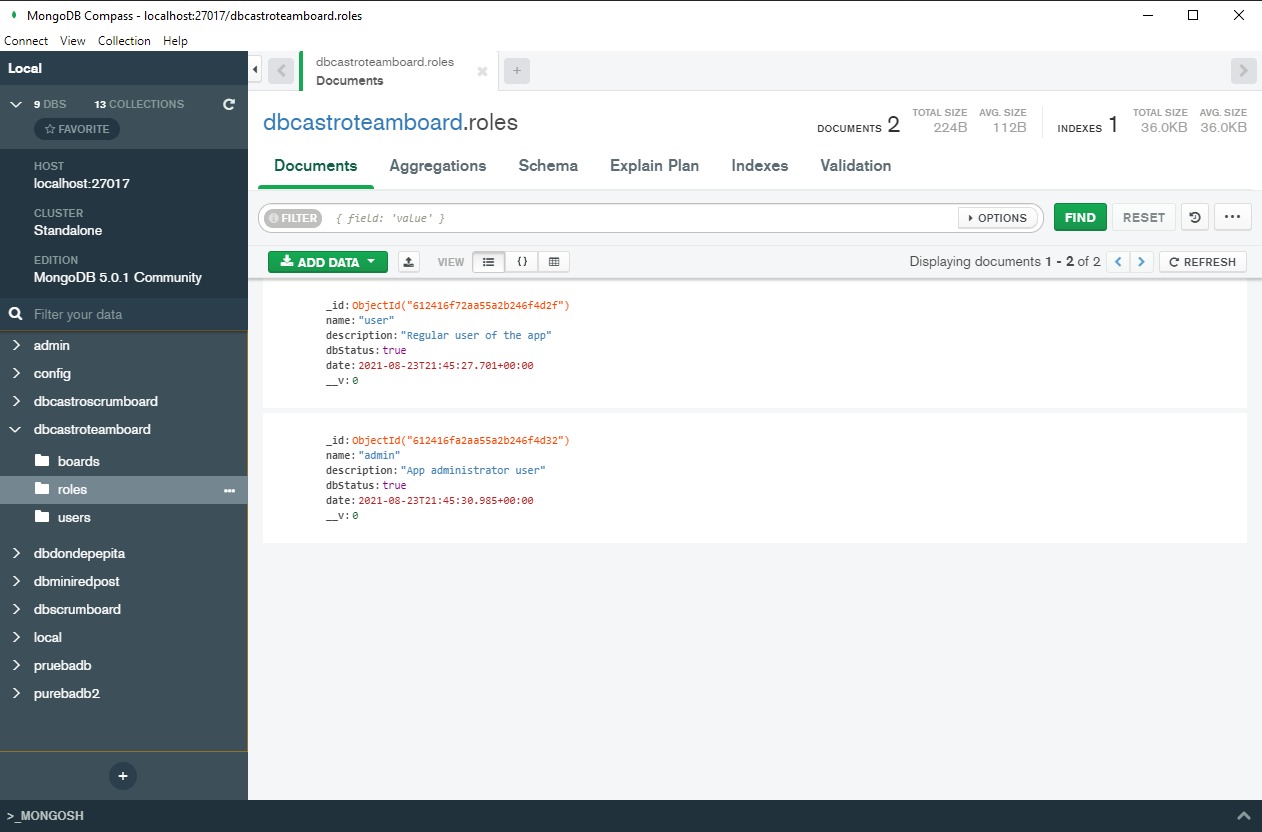 MongoDB Compass - localhost:27017/dbcastroteamboard.roles
Connect View Collection Help
Local
9 DBS 13 COLLECTIONS
FAVORITE
HOST
localhost:27017
CLUSTER
Standalone
EDITION
MongoDB 5.0.1 Community
Filter your data
admin
config
dbcastroscrumboard
dbcastroteamboard
boards
roles
users
dbdondepepita
dbminiredpost
dbscrumboard
local
pruebadb
purebadb2
>_MONGOSH
dbcastroteamboard.roles
Documents
dbcastroteamboard.roles
DOCUMENTS 2
TOTAL SIZE
224B
AVG. SIZE
112B
INDEXES 1
TOTAL SIZE
36.0KB
AVG. SIZE
36.0KB
Documents Aggregations Schema Explain Plan Indexes Validation
FILTER { field: 'value' } OPTIONS FIND RESET
ADD DATA VIEW {} Displaying documents 1 - 2 of 2 < > REFRESH
_id: ObjectId("612416f72aa55a2b246f4d2f")
name: "user"
description: "Regular user of the app"
dbStatus: true
date: 2021-08-23T21:45:27.701+00:00
__v: 0
_id: ObjectId("612416fa2aa55a2b246f4d32")
name: "admin"
description: "App administrator user"
dbStatus: true
date: 2021-08-23T21:45:30.985+00:00
__v: 0